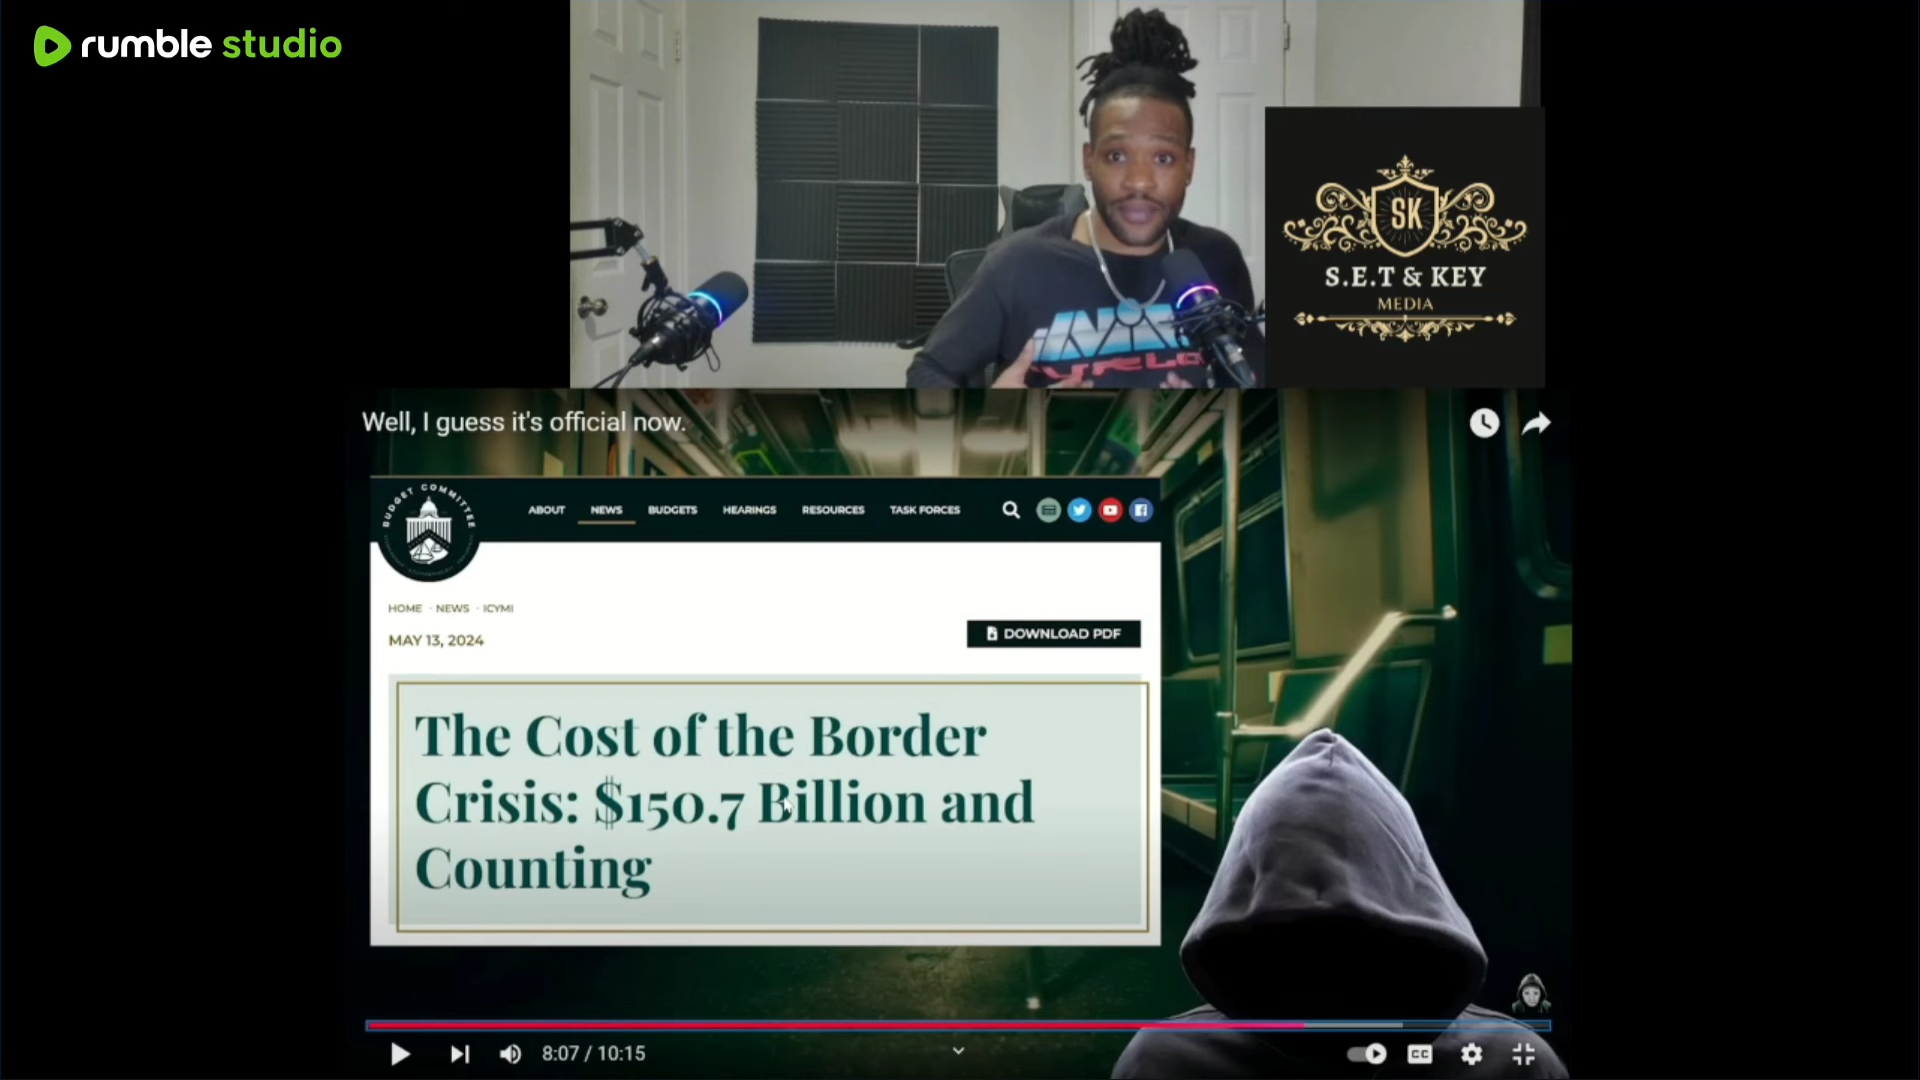 rumble studio
SK
S.E.T & KEY
MEDIA
Well, I guess it's official now.
BUDGET COMMITTEE
ABOUT NEWS BUDGETS HEARINGS RESOURCES TASK FORCES
HOME · NEWS · ICYMI
MAY 13, 2024
DOWNLOAD PDF
The Cost of the Border
Crisis: $150.7 Billion and
Counting
8:07 / 10:15
CC